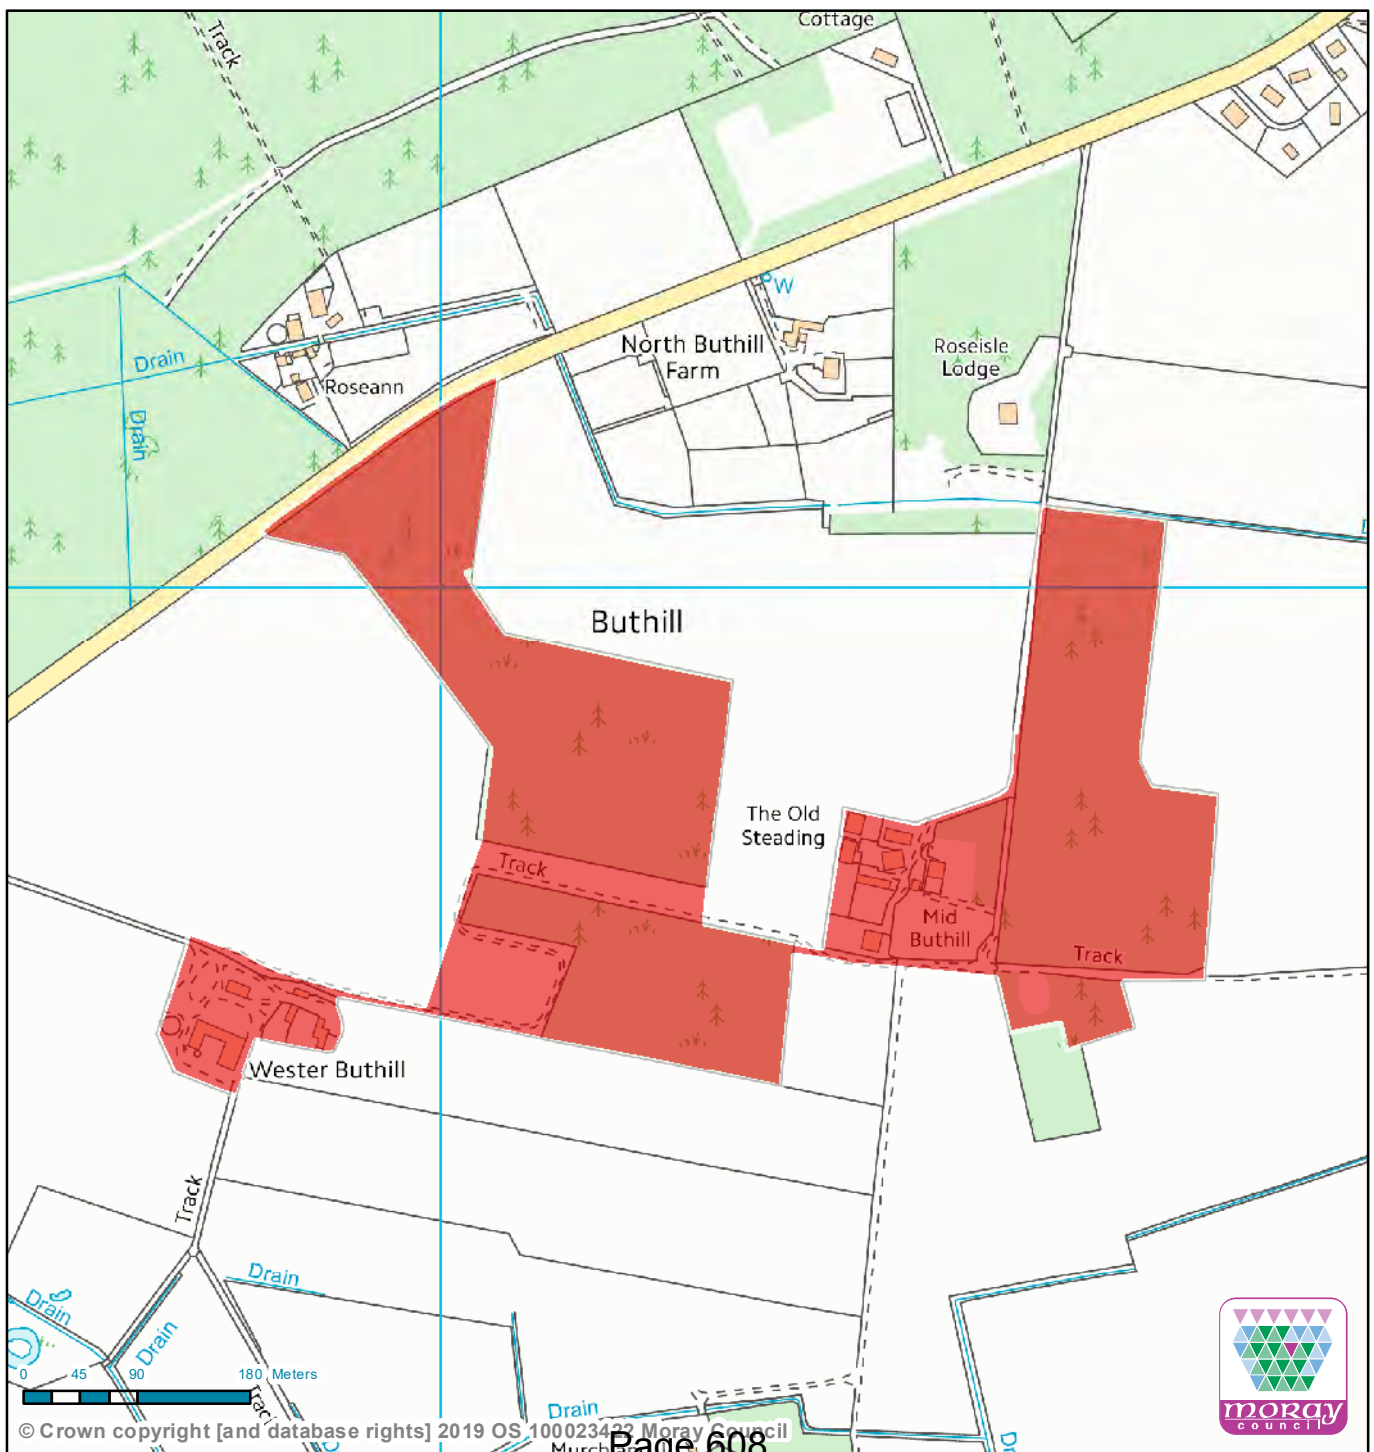 Cottage
Track
W
North Buthill
Farm
Roseisle
Lodge
Drain
Roseann
Drain
Buthill
The Old
Steading
Track
Mid
Buthill
Track
Wester Buthill
Track
Drain
Drain
Drain
Drain
0 45 90 180 Meters
moray
council
© Crown copyright [and database rights] 2019 OS 100023422 Moray Council
Page 608